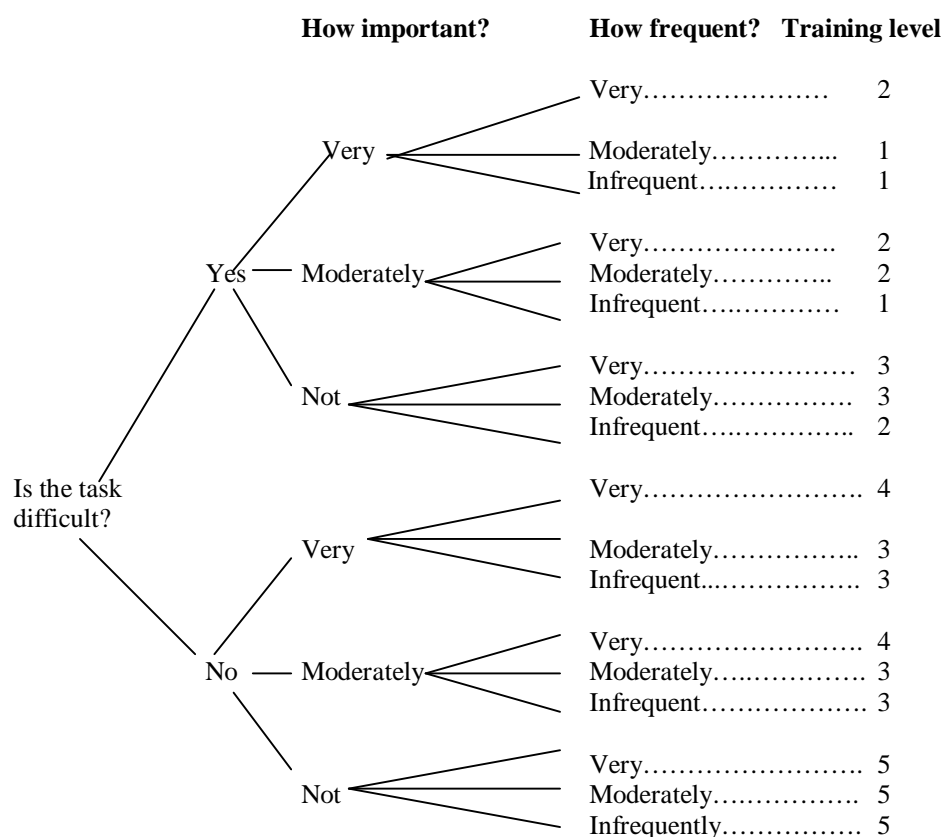 How important? How frequent? Training level
Very………………… 2
Very Moderately…………... 1
Infrequent….………… 1
Very…………………. 2
Yes Moderately Moderately………….. 2
Infrequent….………… 1
Very…………………… 3
Not Moderately……………. 3
Infrequent….………….. 2
Is the task Very…………………. 4
difficult?
Very Moderately…………….. 3
Infrequent...……………. 3
Very…………………. 4
No Moderately Moderately….…………. 3
Infrequent……………… 3
Very…………………. 5
Not Moderately…………….. 5
Infrequently……………. 5